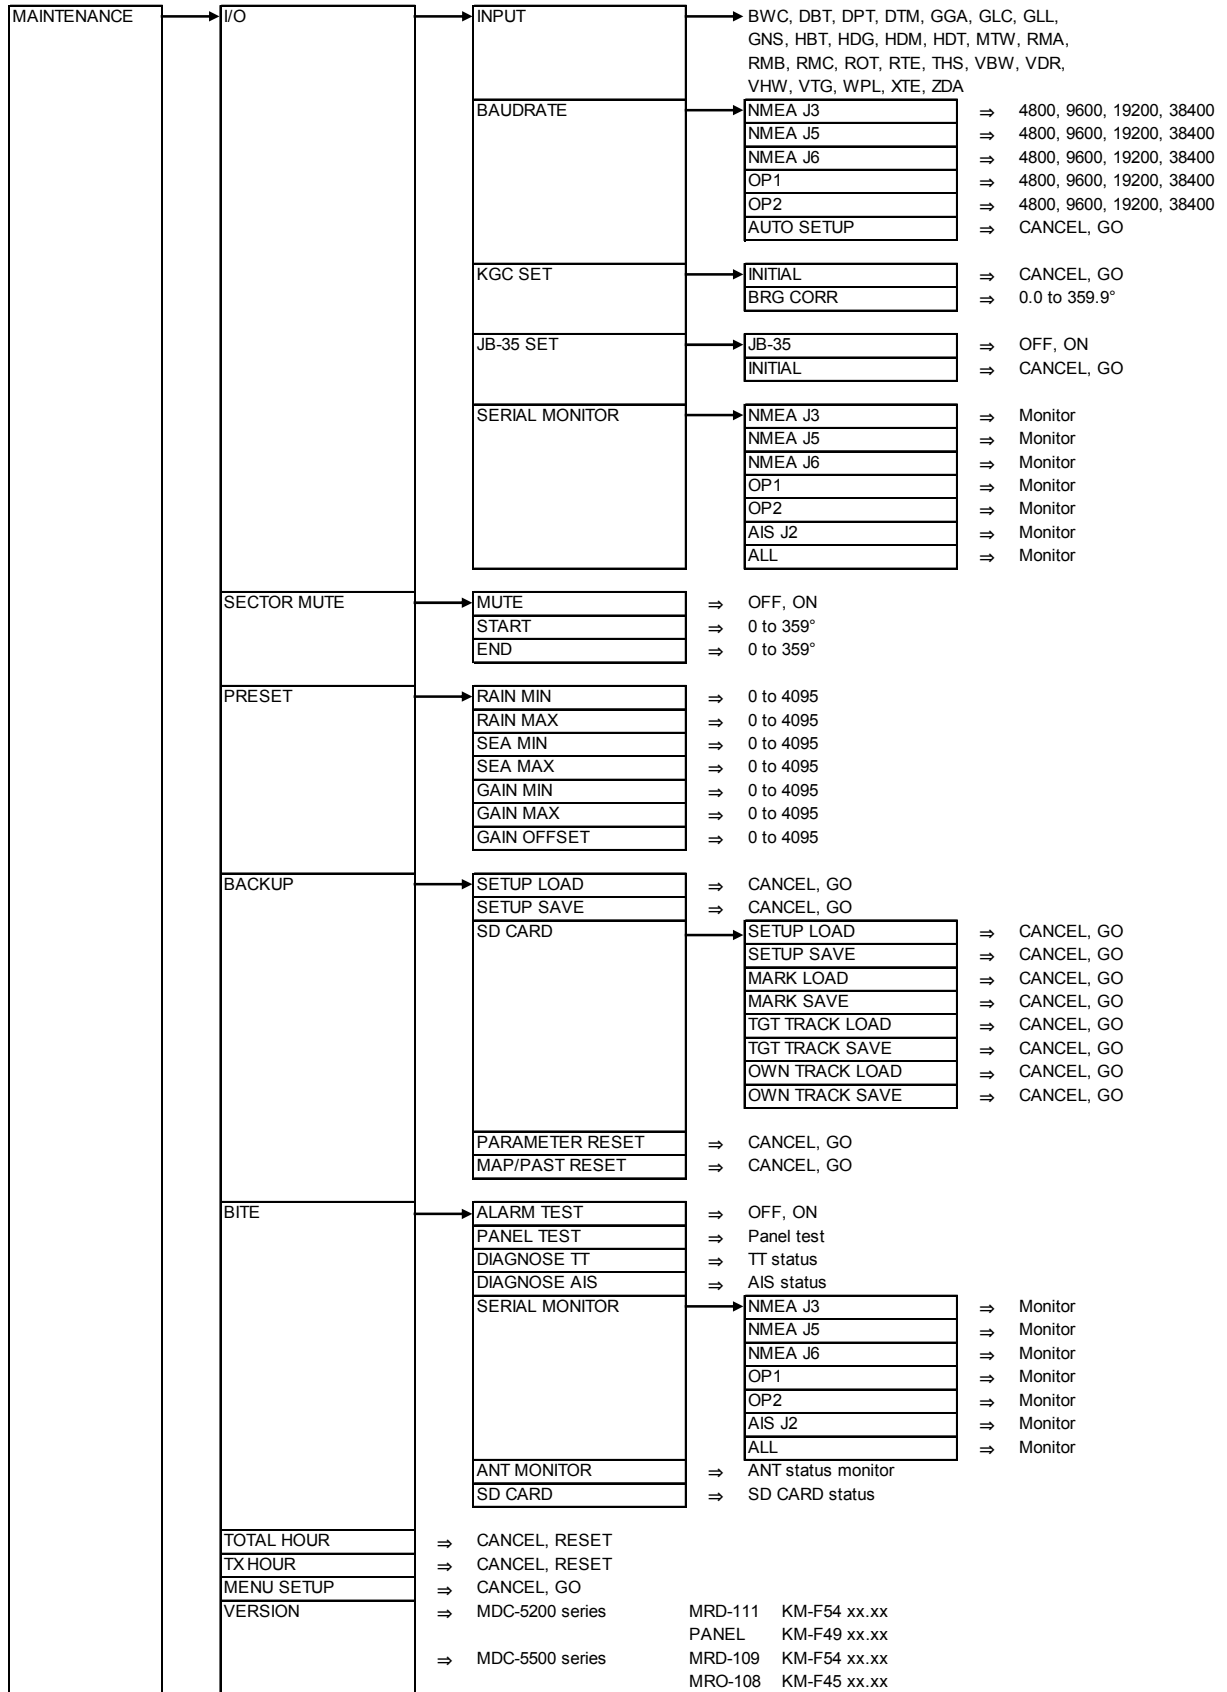 MAINTENANCE I/O INPUT BWC, DBT, DPT, DTM, GGA, GLC, GLL,
GNS, HBT, HDG, HDM, HDT, MTW, RMA,
RMB, RMC, ROT, RTE, THS, VBW, VDR,
VHW, VTG, WPL, XTE, ZDA
BAUDRATE NMEA J3 ⇒ 4800, 9600, 19200, 38400
NMEA J5 ⇒ 4800, 9600, 19200, 38400
NMEA J6 ⇒ 4800, 9600, 19200, 38400
OP1 ⇒ 4800, 9600, 19200, 38400
OP2 ⇒ 4800, 9600, 19200, 38400
AUTO SETUP ⇒ CANCEL, GO
KGC SET INITIAL ⇒ CANCEL, GO
BRG CORR ⇒ 0.0 to 359.9°
JB-35 SET JB-35 ⇒ OFF, ON
INITIAL ⇒ CANCEL, GO
SERIAL MONITOR NMEA J3 ⇒ Monitor
NMEA J5 ⇒ Monitor
NMEA J6 ⇒ Monitor
OP1 ⇒ Monitor
OP2 ⇒ Monitor
AIS J2 ⇒ Monitor
ALL ⇒ Monitor
SECTOR MUTE MUTE ⇒ OFF, ON
START ⇒ 0 to 359°
END ⇒ 0 to 359°
PRESET RAIN MIN ⇒ 0 to 4095
RAIN MAX ⇒ 0 to 4095
SEA MIN ⇒ 0 to 4095
SEA MAX ⇒ 0 to 4095
GAIN MIN ⇒ 0 to 4095
GAIN MAX ⇒ 0 to 4095
GAIN OFFSET ⇒ 0 to 4095
BACKUP SETUP LOAD ⇒ CANCEL, GO
SETUP SAVE ⇒ CANCEL, GO
SD CARD SETUP LOAD ⇒ CANCEL, GO
SETUP SAVE ⇒ CANCEL, GO
MARK LOAD ⇒ CANCEL, GO
MARK SAVE ⇒ CANCEL, GO
TGT TRACK LOAD ⇒ CANCEL, GO
TGT TRACK SAVE ⇒ CANCEL, GO
OWN TRACK LOAD ⇒ CANCEL, GO
OWN TRACK SAVE ⇒ CANCEL, GO
PARAMETER RESET ⇒ CANCEL, GO
MAP/PAST RESET ⇒ CANCEL, GO
BITE ALARM TEST ⇒ OFF, ON
PANEL TEST ⇒ Panel test
DIAGNOSE TT ⇒ TT status
DIAGNOSE AIS ⇒ AIS status
SERIAL MONITOR NMEA J3 ⇒ Monitor
NMEA J5 ⇒ Monitor
NMEA J6 ⇒ Monitor
OP1 ⇒ Monitor
OP2 ⇒ Monitor
AIS J2 ⇒ Monitor
ALL ⇒ Monitor
ANT MONITOR ⇒ ANT status monitor
SD CARD ⇒ SD CARD status
TOTAL HOUR ⇒ CANCEL, RESET
TX HOUR ⇒ CANCEL, RESET
MENU SETUP ⇒ CANCEL, GO
VERSION ⇒ MDC-5200 series MRD-111 KM-F54 xx.xx
PANEL KM-F49 xx.xx
⇒ MDC-5500 series MRD-109 KM-F54 xx.xx
MRO-108 KM-F45 xx.xx